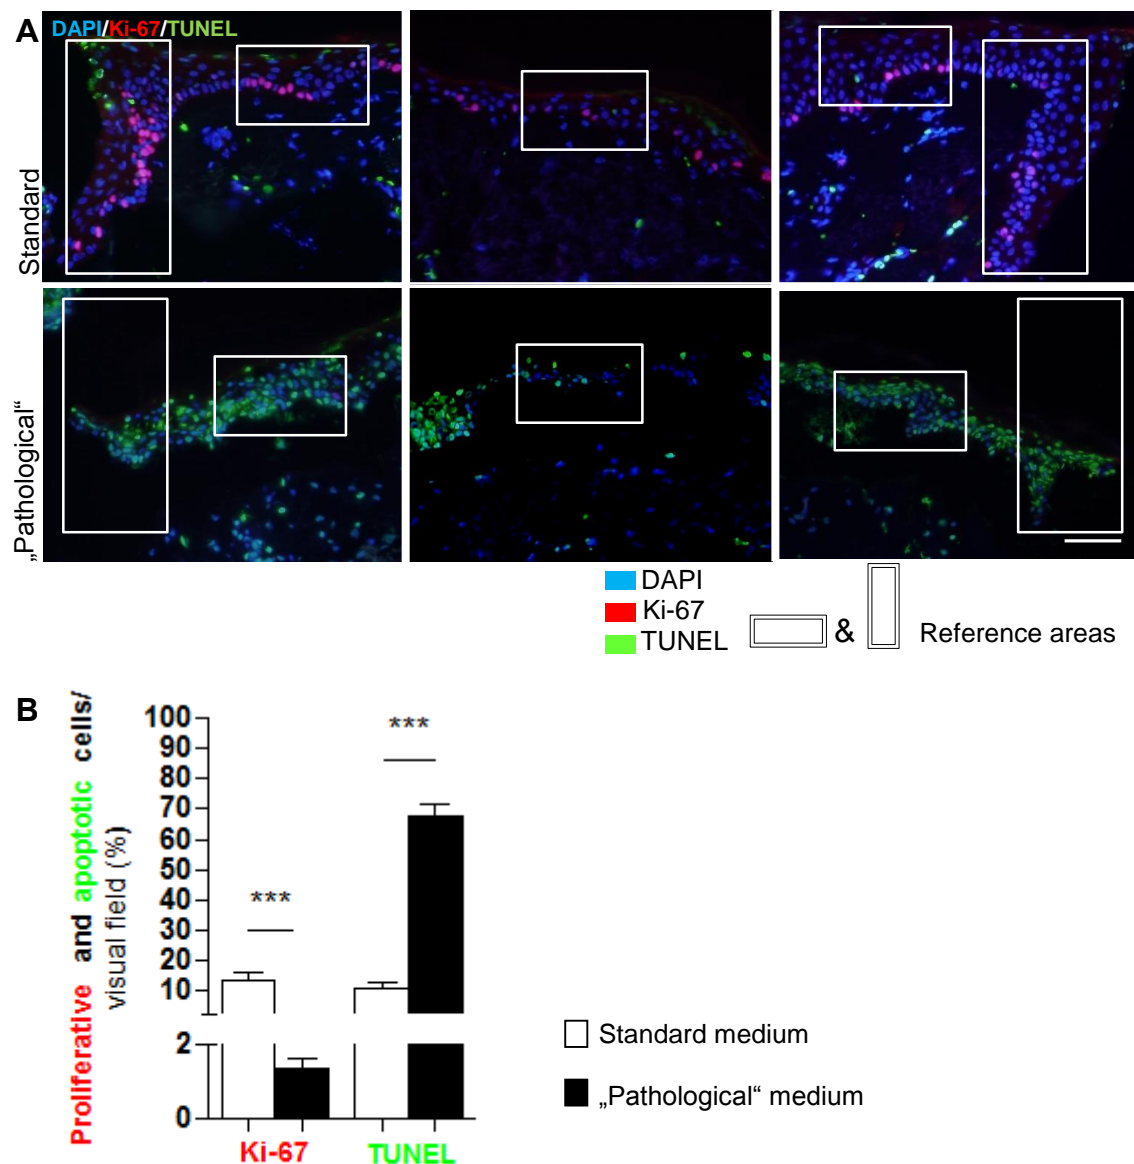 A
DAPI/Ki-67/TUNEL
Standard
„Pathological“
DAPI
Ki-67
TUNEL
&
Reference areas
B
Proliferative and apoptotic cells/
visual field (%)
100
90
80
70
60
50
40
30
20
10
2
0
***
***
Ki-67
TUNEL
Standard medium
„Pathological“ medium